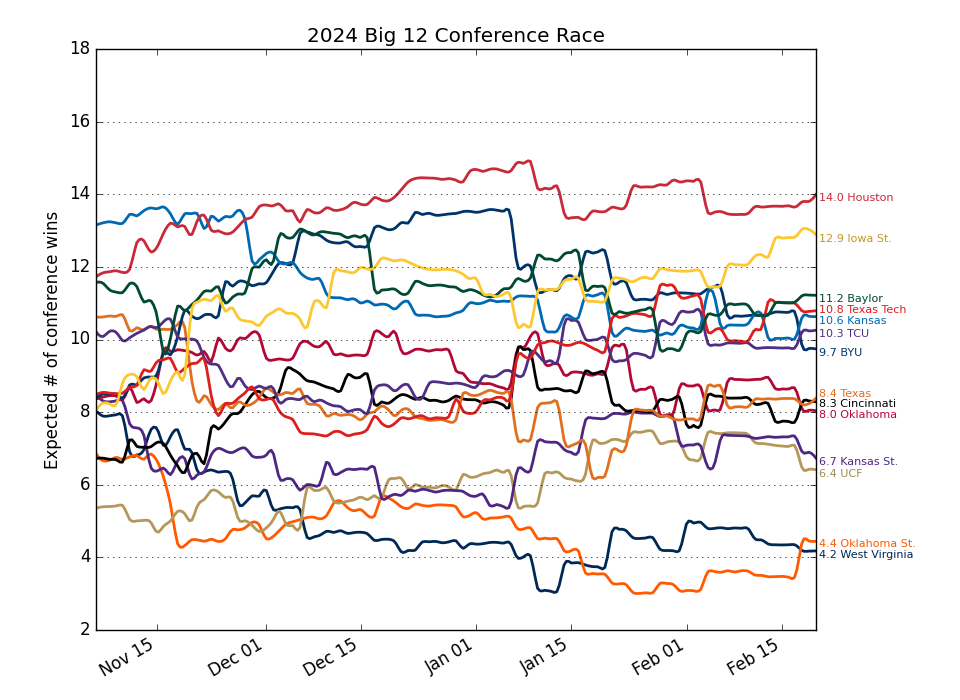 2024 Big 12 Conference Race
Expected # of conference wins
18
16
14
12
10
8
6
4
2
Nov 15
Dec 01
Dec 15
Jan 01
Jan 15
Feb 01
Feb 15
14.0 Houston
12.9 Iowa St.
11.2 Baylor
10.8 Texas Tech
10.6 Kansas
10.3 TCU
9.7 BYU
8.4 Texas
8.3 Cincinnati
8.0 Oklahoma
6.7 Kansas St.
6.4 UCF
4.4 Oklahoma St.
4.2 West Virginia